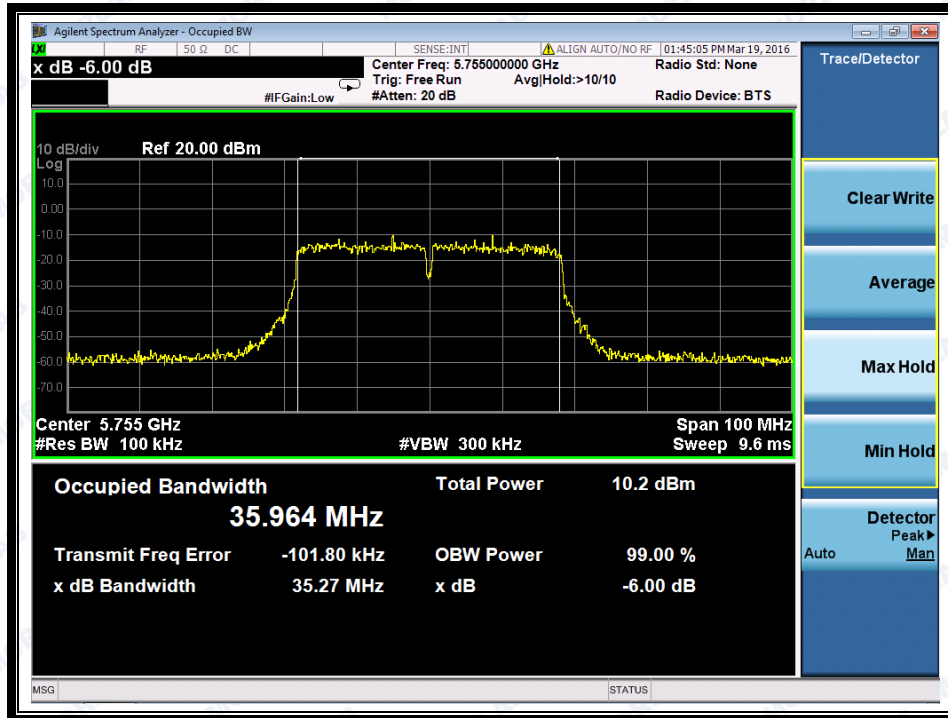 Agilent Spectrum Analyzer - Occupied BW
LXI RF 50 Ω DC SENSE:INT ALIGN AUTO/NO RF 01:45:05 PM Mar 19, 2016
x dB -6.00 dB
Center Freq: 5.755000000 GHz Radio Std: None
Trig: Free Run Avg|Hold:>10/10
#IFGain:Low #Atten: 20 dB Radio Device: BTS
Trace/Detector
10 dB/div Ref 20.00 dBm
Log
10.0
0.00
-10.0
-20.0
-30.0
-40.0
-50.0
-60.0
-70.0
Center 5.755 GHz Span 100 MHz
#Res BW 100 kHz #VBW 300 kHz Sweep 9.6 ms
Clear Write
Average
Max Hold
Min Hold
Detector
Peak▶
Auto Man
Occupied Bandwidth Total Power 10.2 dBm
35.964 MHz
Transmit Freq Error -101.80 kHz OBW Power 99.00 %
x dB Bandwidth 35.27 MHz x dB -6.00 dB
MSG STATUS